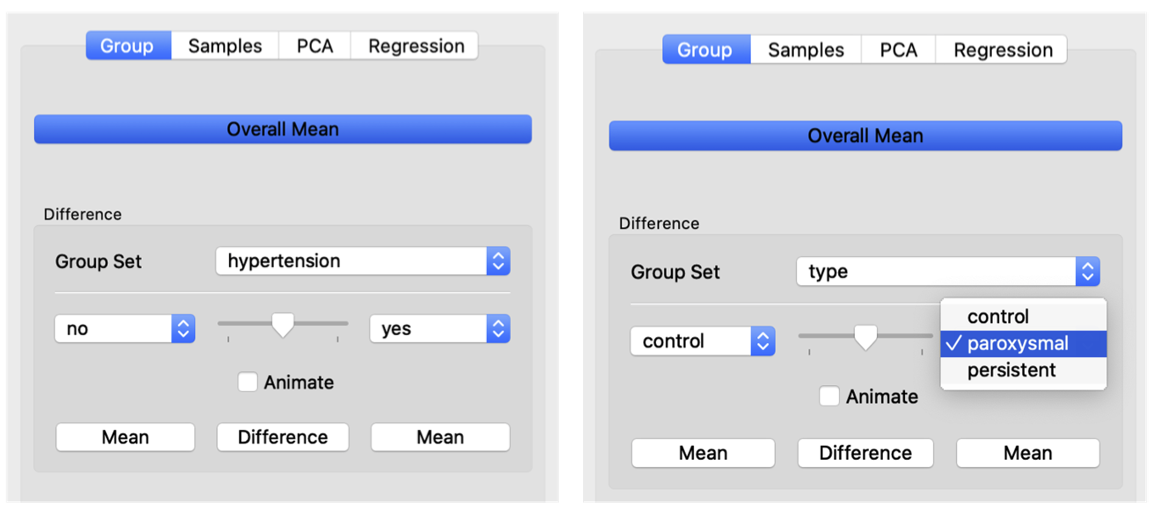 Group Samples PCA Regression
Overall Mean
Difference
Group Set hypertension
no yes
Animate
Mean Difference Mean
Group Samples PCA Regression
Overall Mean
Difference
Group Set type
control
control
✓ paroxysmal
persistent
Animate
Mean Difference Mean